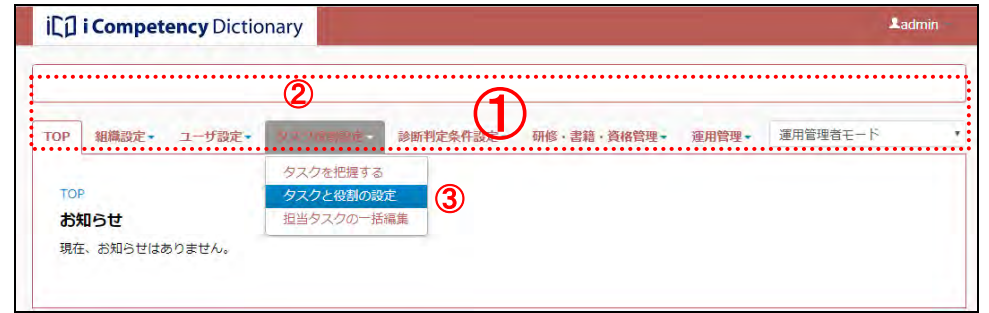 iCD i Competency Dictionary
admin
②
①
TOP 組織設定 ユーザ設定 診断判定条件設定 研修・書籍・資格管理 運用管理 運用管理者モード
タスクを把握する
タスクと役割の設定
③
担当タスクの一括編集
TOP
お知らせ
現在、お知らせはありません。